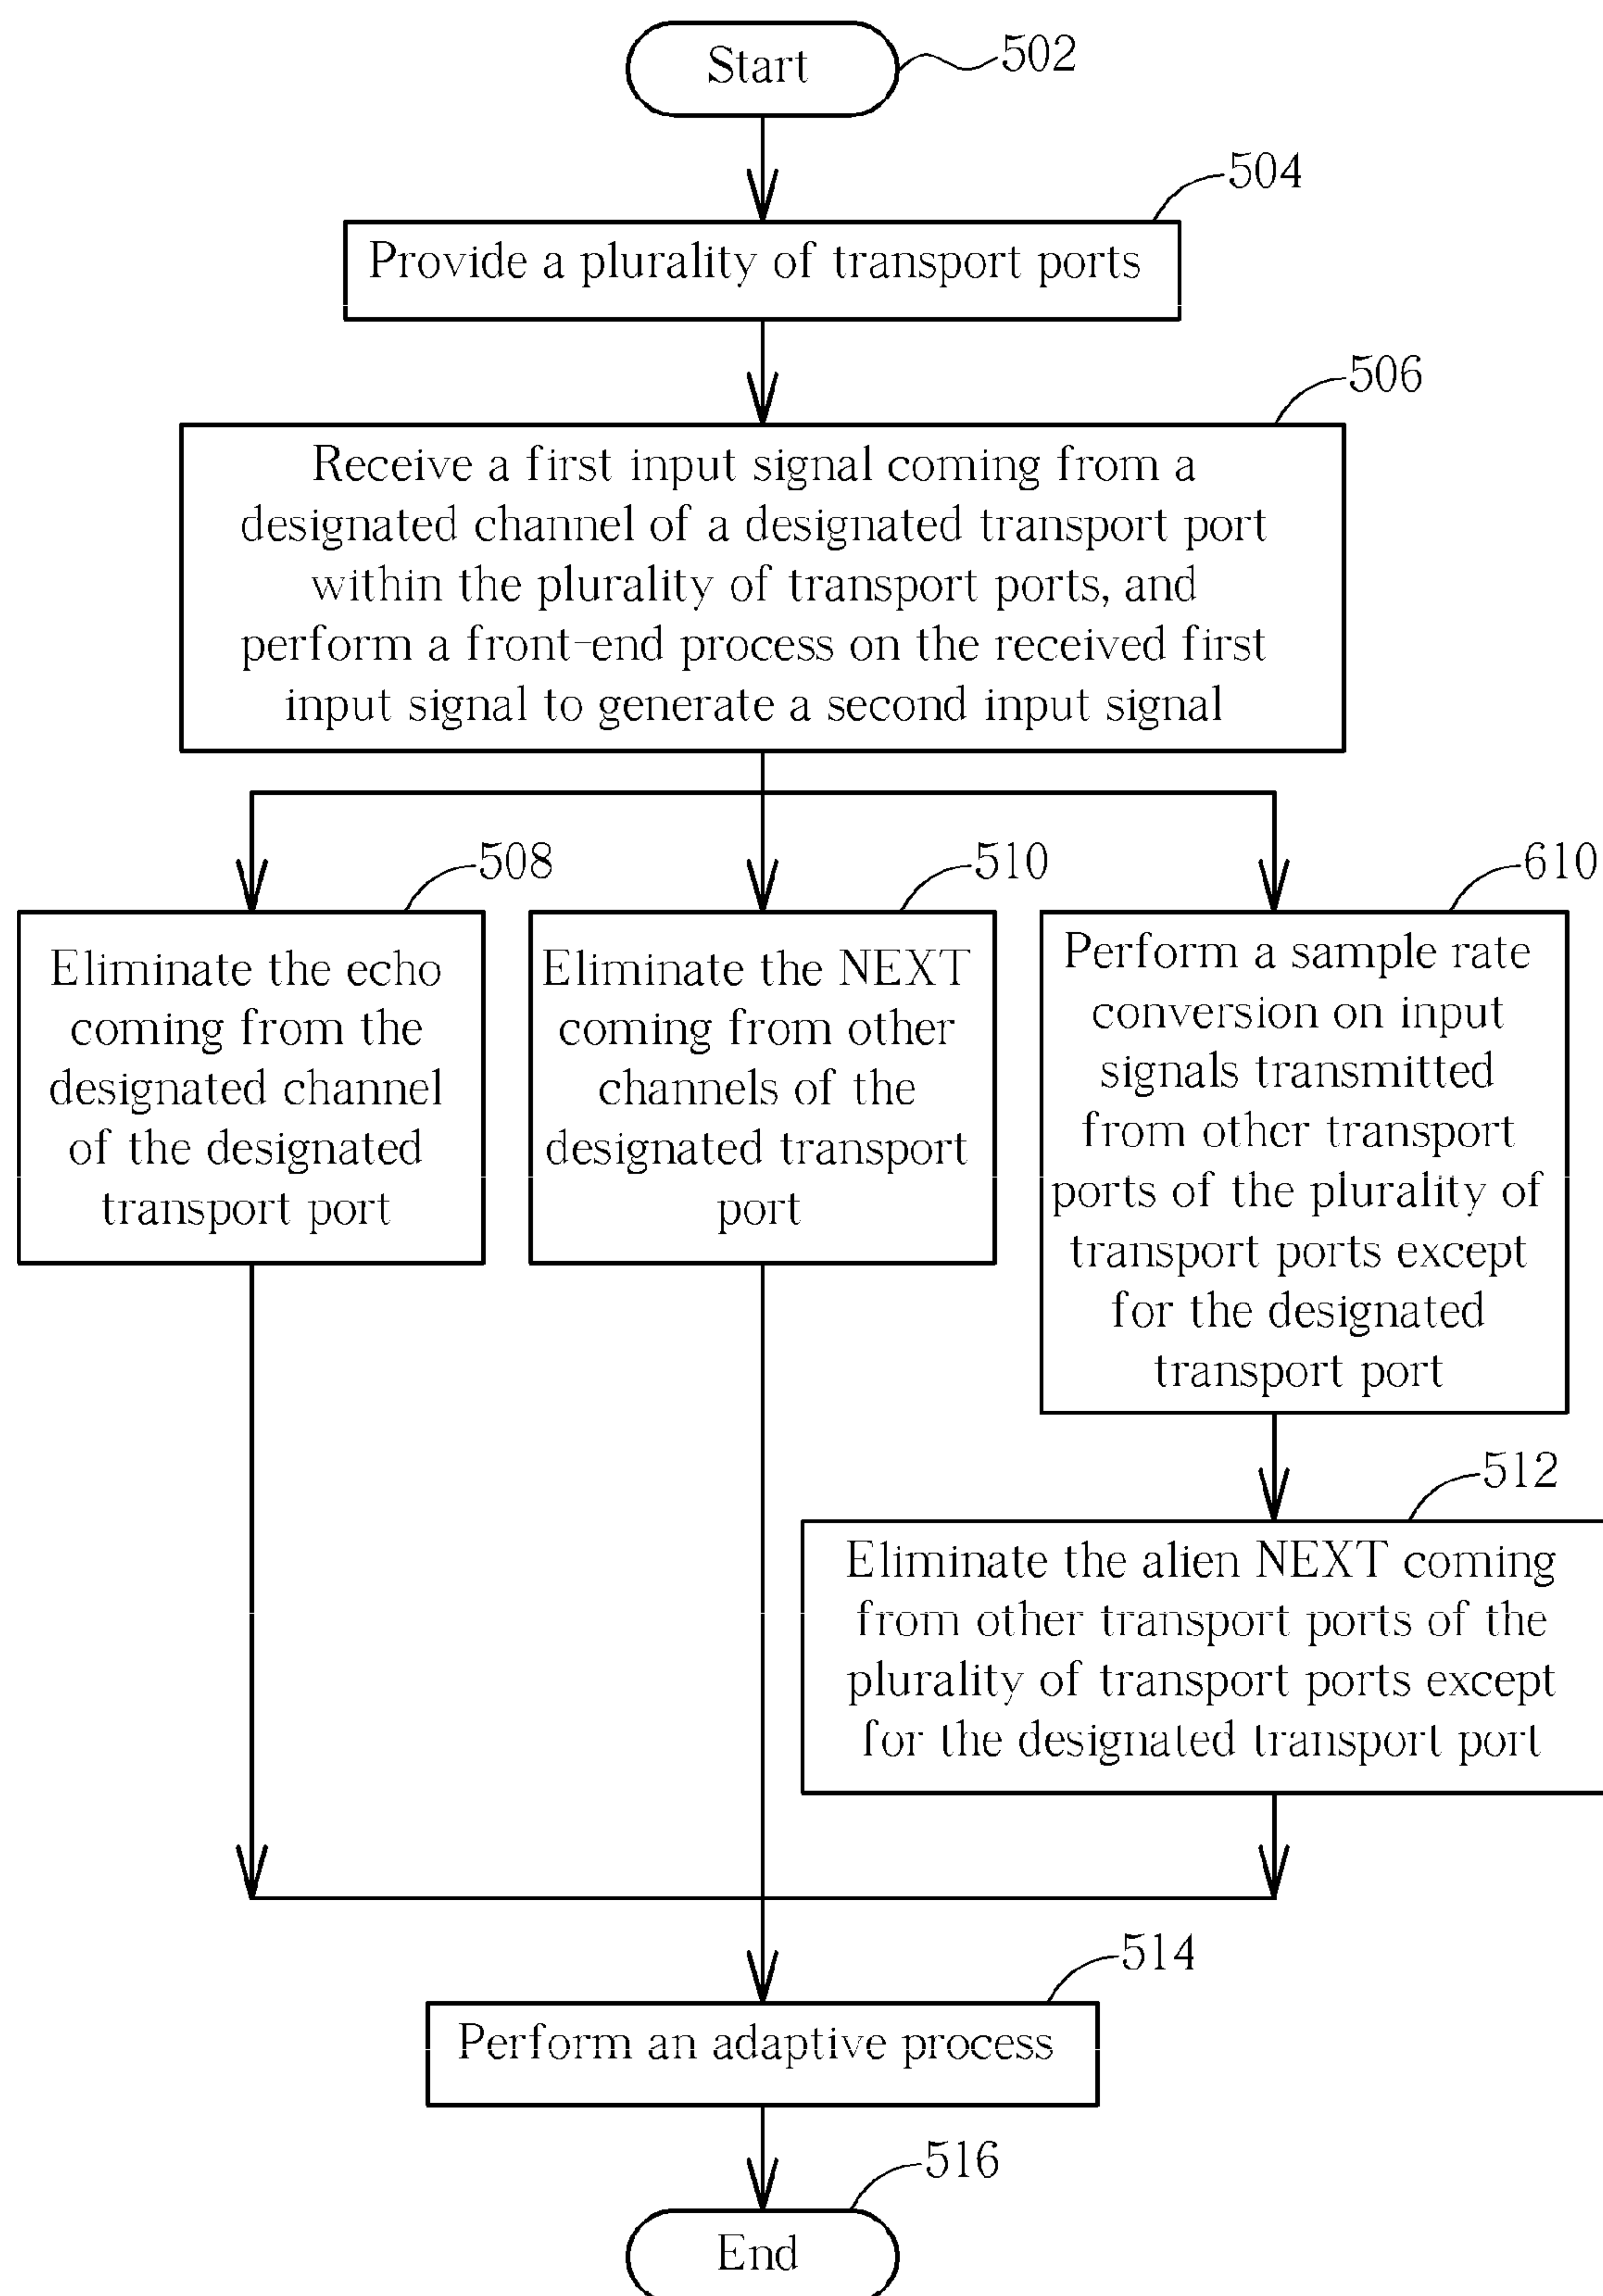 Start
502
504
Provide a plurality of transport ports
506
Receive a first input signal coming from a
designated channel of a designated transport port
within the plurality of transport ports, and
perform a front-end process on the received first
input signal to generate a second input signal
508
Eliminate the echo
coming from the
designated channel
of the designated
transport port
510
Eliminate the NEXT
coming from other
channels of the
designated transport
port
610
Perform a sample rate
conversion on input
signals transmitted
from other transport
ports of the plurality of
transport ports except
for the designated
transport port
512
Eliminate the alien NEXT coming
from other transport ports of the
plurality of transport ports except
for the designated transport port
514
Perform an adaptive process
516
End